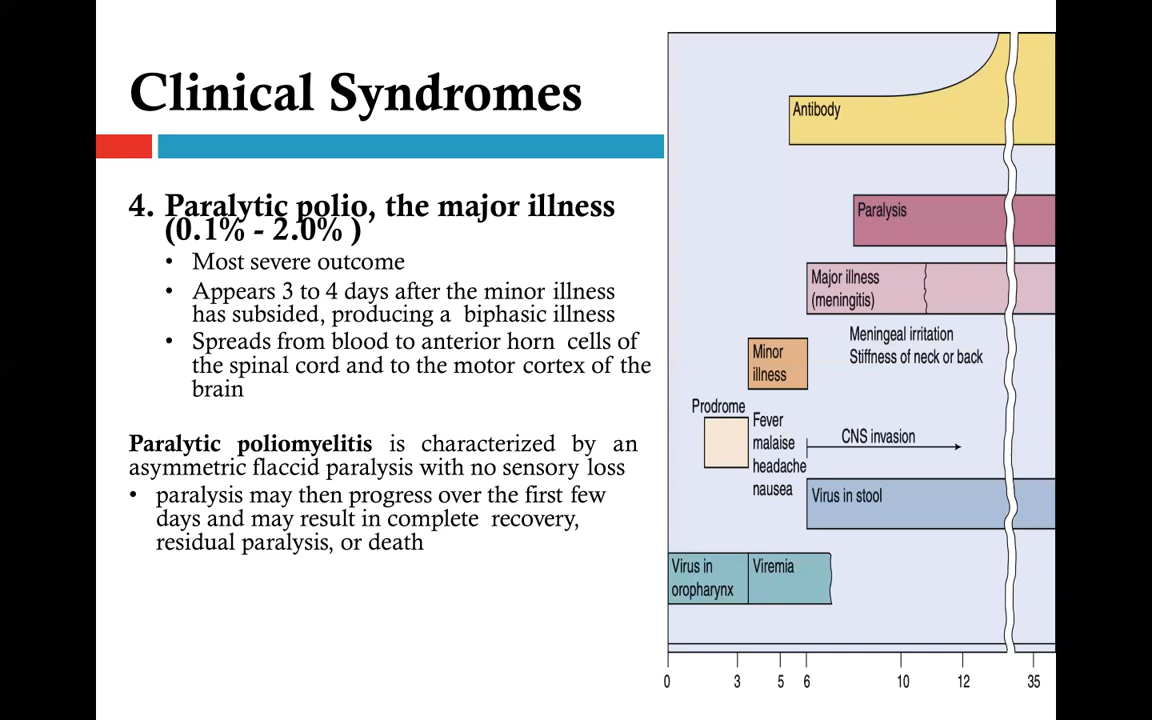 Clinical Syndromes
4. Paralytic polio, the major illness
(0.1% - 2.0% )
• Most severe outcome
• Appears 3 to 4 days after the minor illness
has subsided, producing a biphasic illness
• Spreads from blood to anterior horn cells of
the spinal cord and to the motor cortex of the
brain
Paralytic poliomyelitis is characterized by an
asymmetric flaccid paralysis with no sensory loss
• paralysis may then progress over the first few
days and may result in complete recovery,
residual paralysis, or death
Antibody
Paralysis
Major illness
(meningitis)
Meningeal irritation
Stiffness of neck or back
Minor
illness
Prodrome
Fever
malaise
headache
nausea
CNS invasion
Virus in stool
Virus in
oropharynx
Viremia
0 3 5 6 10 12 35